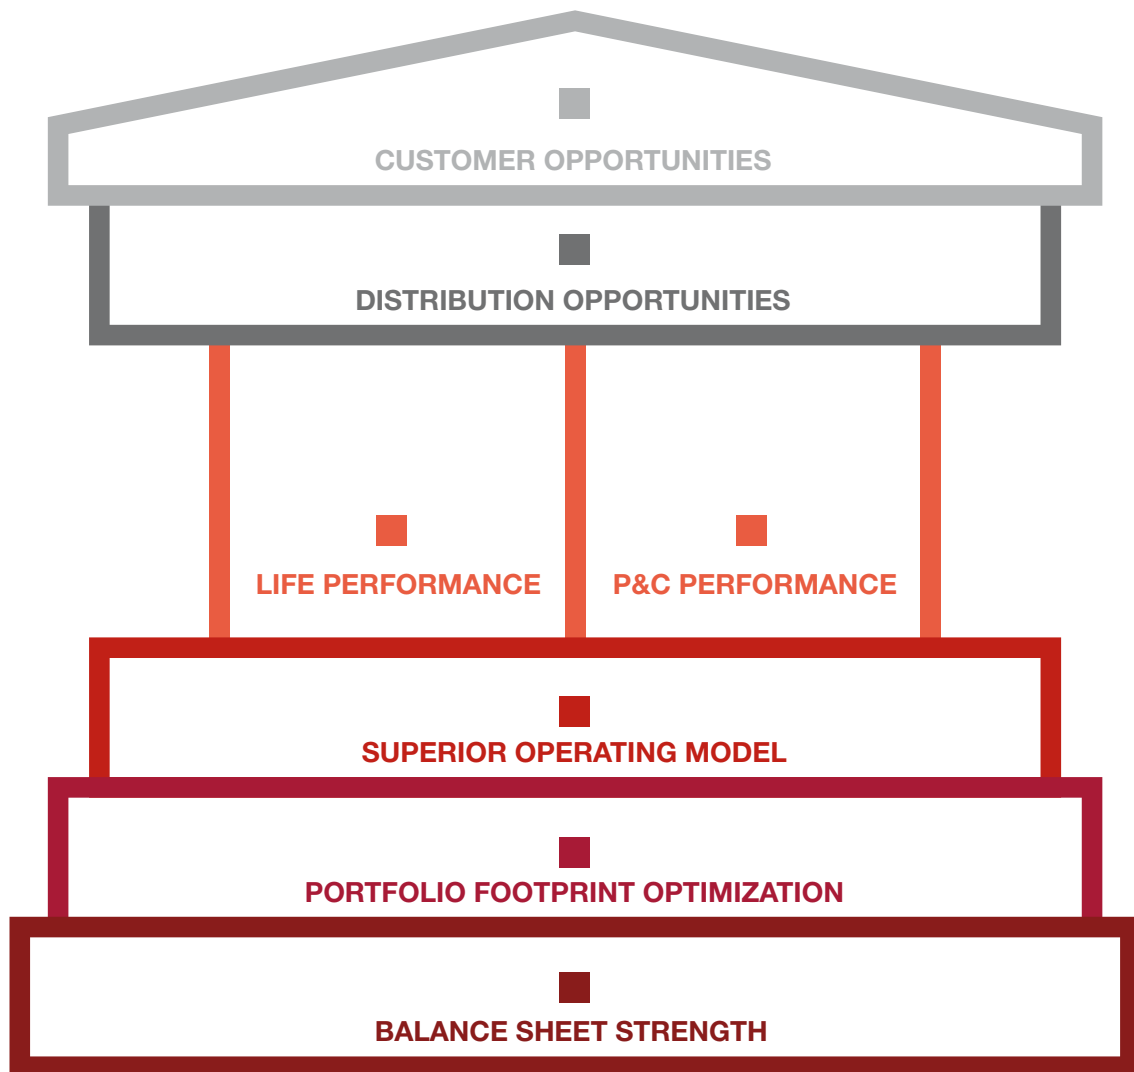 CUSTOMER OPPORTUNITIES
DISTRIBUTION OPPORTUNITIES
LIFE PERFORMANCE
P&C PERFORMANCE
SUPERIOR OPERATING MODEL
PORTFOLIO FOOTPRINT OPTIMIZATION
BALANCE SHEET STRENGTH